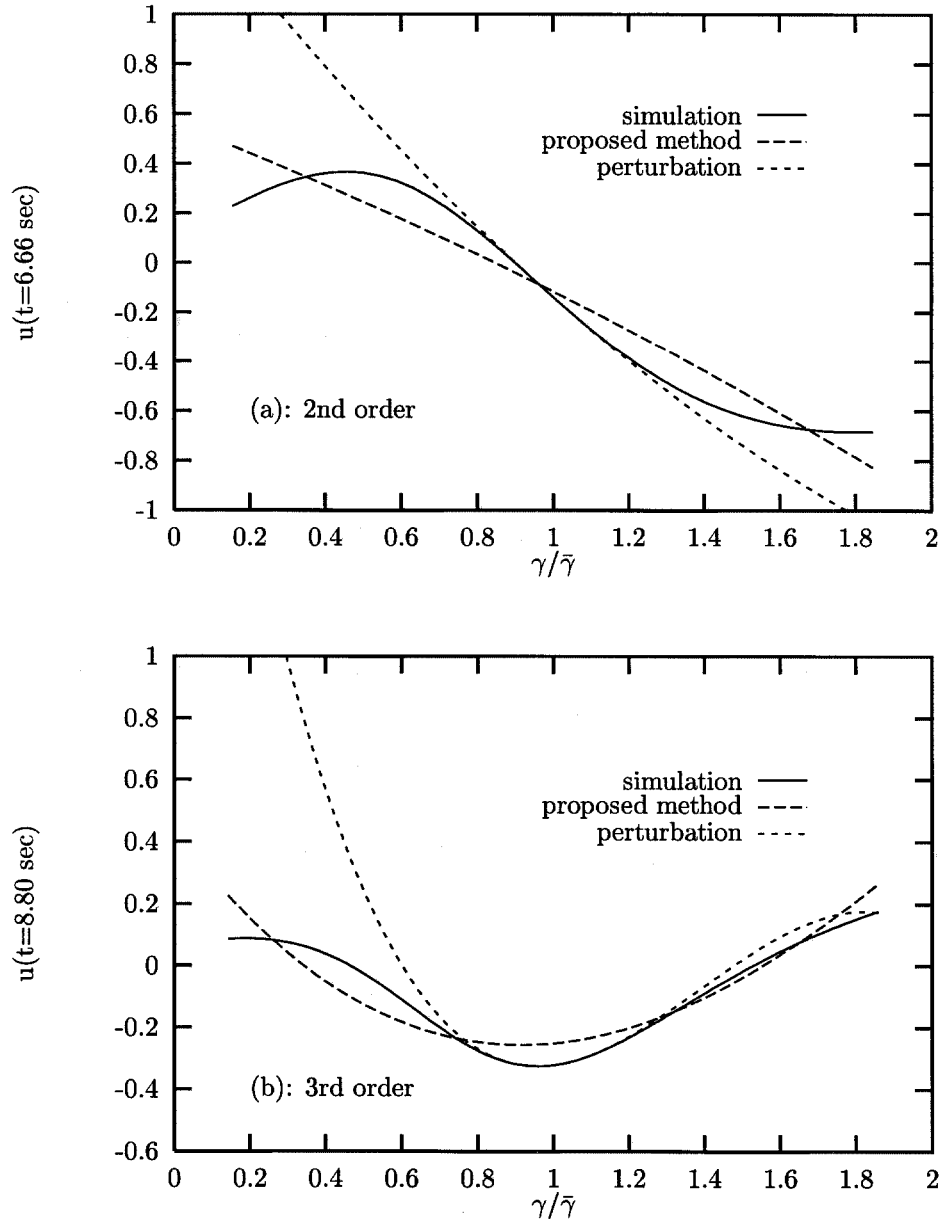 1
0.8
0.6
0.4
0.2
0
-0.2
-0.4
-0.6
-0.8
-1
u(t=6.66 sec)
simulation
proposed method
perturbation
(a): 2nd order
0 0.2 0.4 0.6 0.8 1 1.2 1.4 1.6 1.8 2
γ/γ̄
1
0.8
0.6
0.4
0.2
0
-0.2
-0.4
-0.6
u(t=8.80 sec)
simulation
proposed method
perturbation
(b): 3rd order
0 0.2 0.4 0.6 0.8 1 1.2 1.4 1.6 1.8 2
γ/γ̄